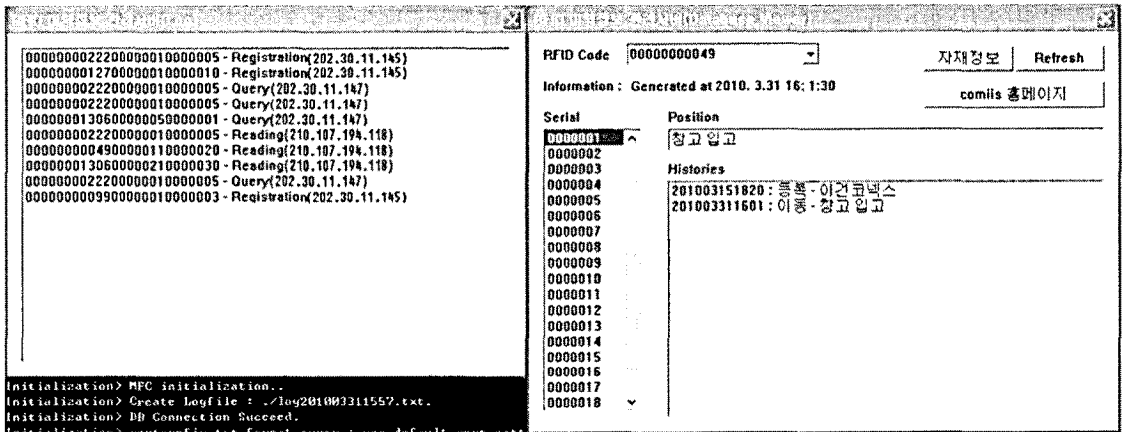 00000000222000000010000005 - Registration(202.30.11.145)
00000000127000000010000010 - Registration(202.30.11.145)
00000000222000000010000005 - Query(202.30.11.147)
00000000222000000010000005 - Query(202.30.11.147)
00000000130600000050000001 - Query(202.30.11.147)
00000000222000000010000005 - Reading(210.107.194.118)
00000000049000000110000020 - Reading(210.107.194.118)
00000000130600000210000030 - Reading(210.107.194.118)
00000000222000000010000005 - Query(202.30.11.147)
00000000099000000010000003 - Registration(202.30.11.145)
Initialization> MFC initialization..
Initialization> Create Logfile : ./log201003311557.txt.
Initialization> DB Connection Succeed.
RFID Code 00000000049
자재정보 Refresh
Information : Generated at 2010. 3.31 16: 1:30
comiis 홈페이지
Serial Position
0000001 창고 입고
0000002
0000003 Histories
0000004 201003151820 : 등록 - 이건코넥스
0000005 201003311601 : 이동 - 창고 입고
0000006
0000007
0000008
0000009
0000010
0000011
0000012
0000013
0000014
0000015
0000016
0000017
0000018